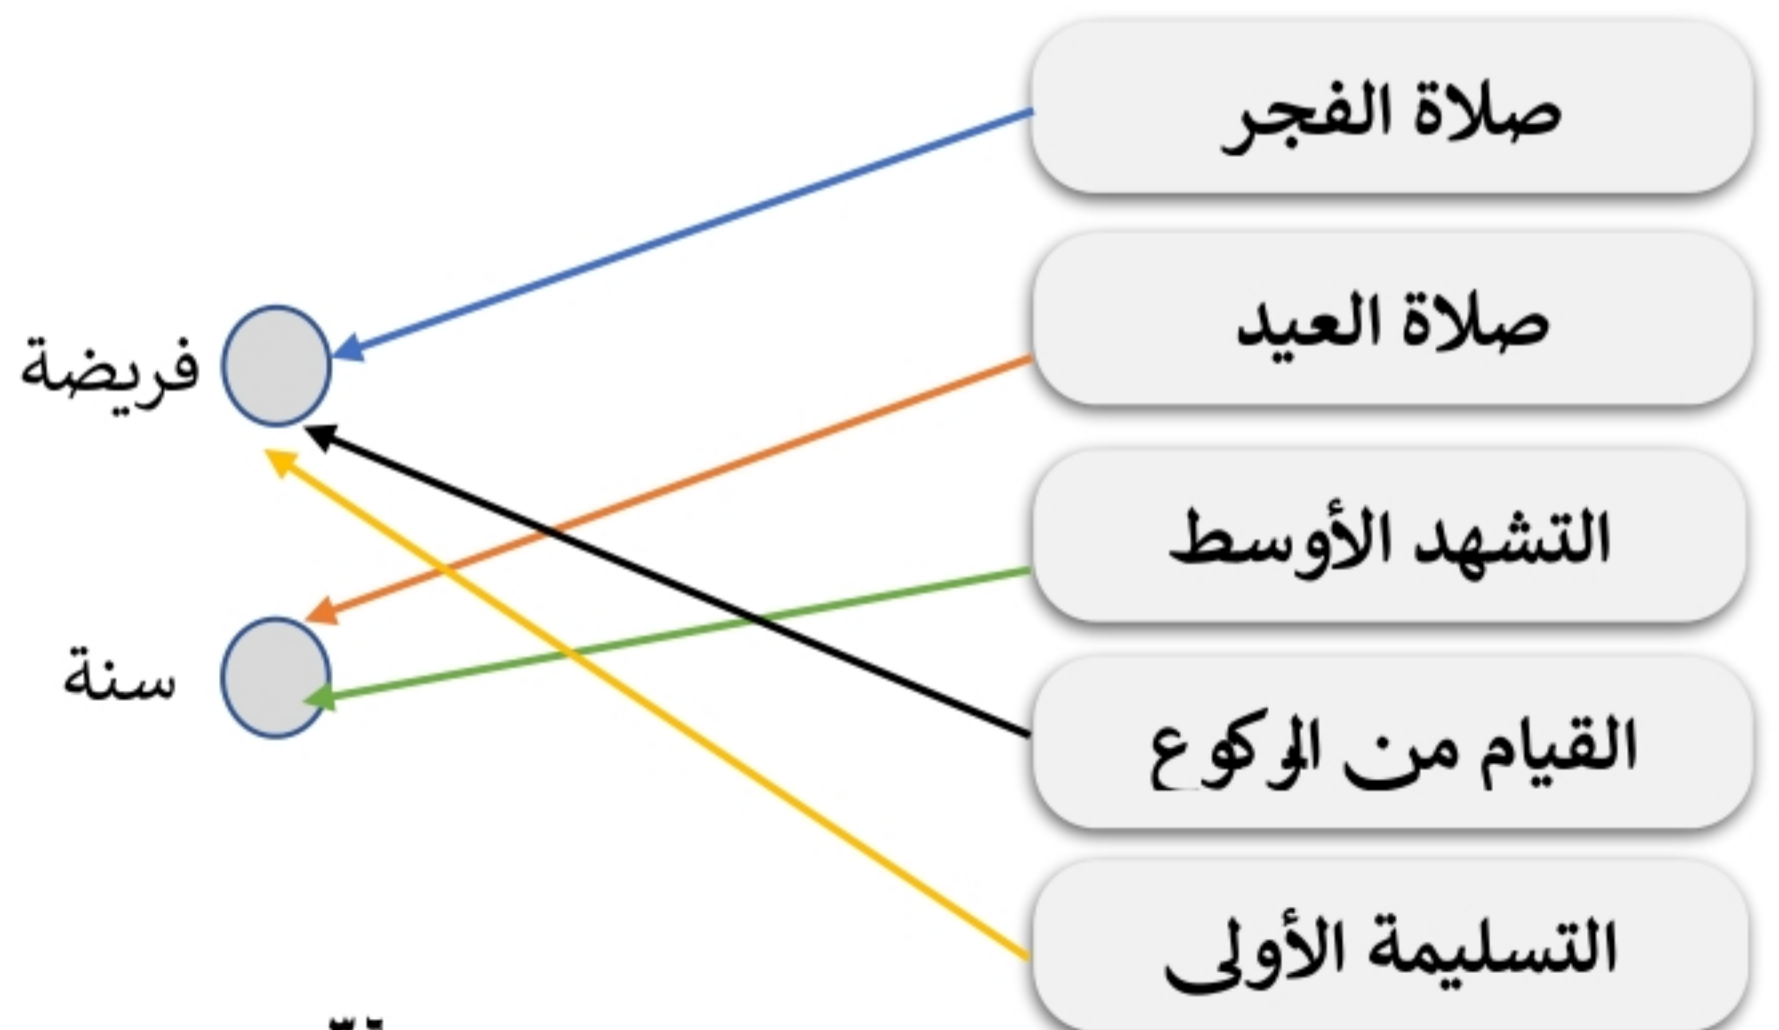 صلاة الفجر
صلاة العيد
فريضة
التشهد الأوسط
سنة
القيام من الركوع
التسليمة الأولى